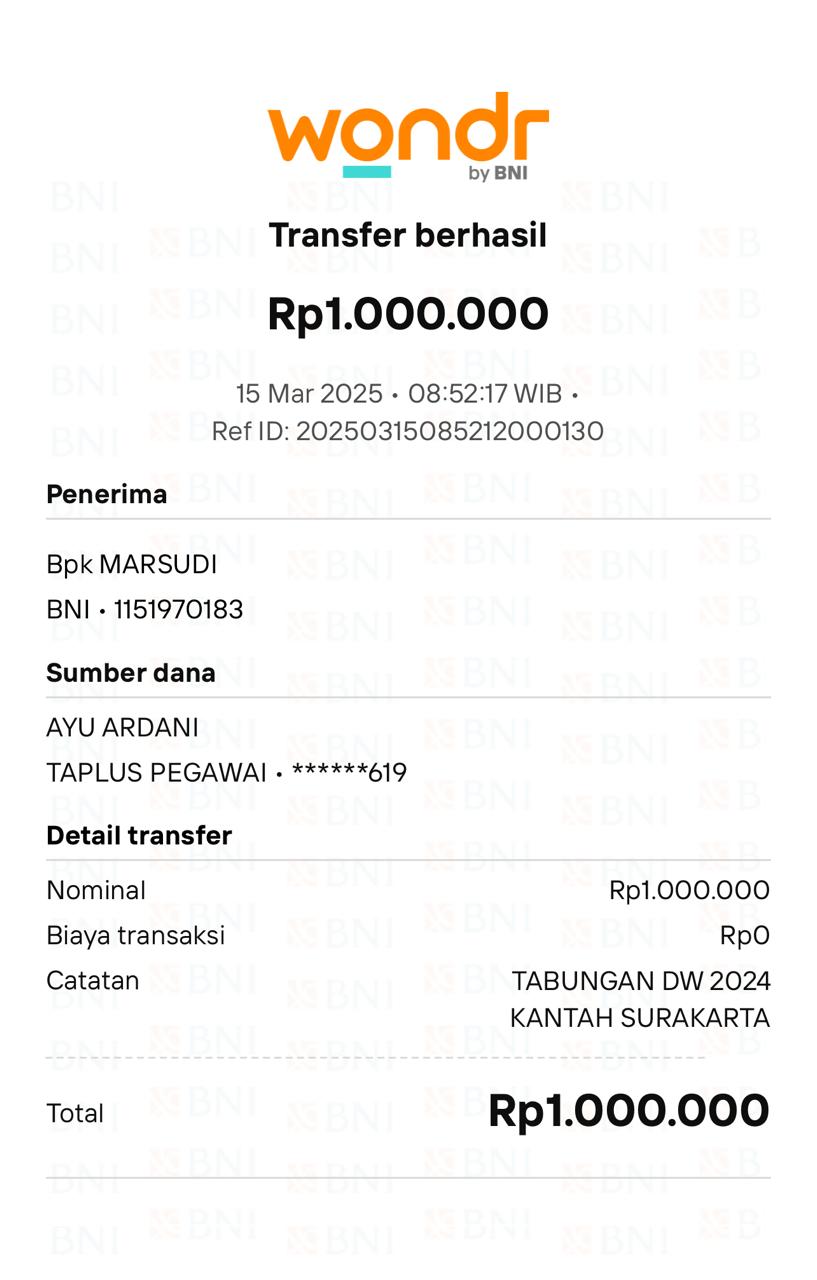 wondr
by BNI
Transfer berhasil
Rp1.000.000
15 Mar 2025 • 08:52:17 WIB •
Ref ID: 20250315085212000130
Penerima
Bpk MARSUDI
BNI • 1151970183
Sumber dana
AYU ARDANI
TAPLUS PEGAWAI • ******619
Detail transfer
Nominal Rp1.000.000
Biaya transaksi Rp0
Catatan TABUNGAN DW 2024
KANTAH SURAKARTA
Total Rp1.000.000